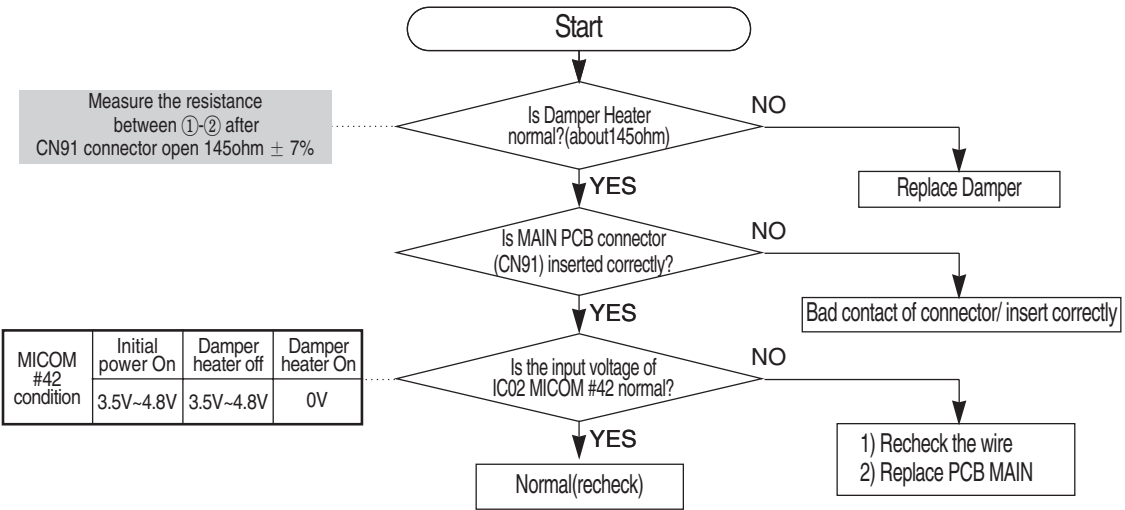 Start
Measure the resistance
between ①-② after
CN91 connector open 145ohm ± 7%
Is Damper Heater
normal?(about145ohm)
NO
Replace Damper
YES
Is MAIN PCB connector
(CN91) inserted correctly?
NO
Bad contact of connector/ insert correctly
YES
MICOM
#42
condition
Initial
power On
Damper
heater off
Damper
heater On
3.5V~4.8V
3.5V~4.8V
0V
Is the input voltage of
IC02 MICOM #42 normal?
NO
1) Recheck the wire
2) Replace PCB MAIN
YES
Normal(recheck)